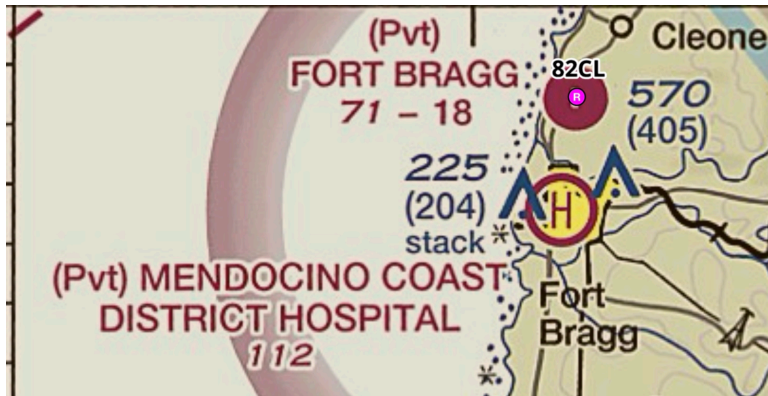 (Pvt)
FORT BRAGG
71 – 18
Cleone
82CL
R
570
(405)
225
(204)
stack
H
(Pvt) MENDOCINO COAST
DISTRICT HOSPITAL
112
Fort
Bragg